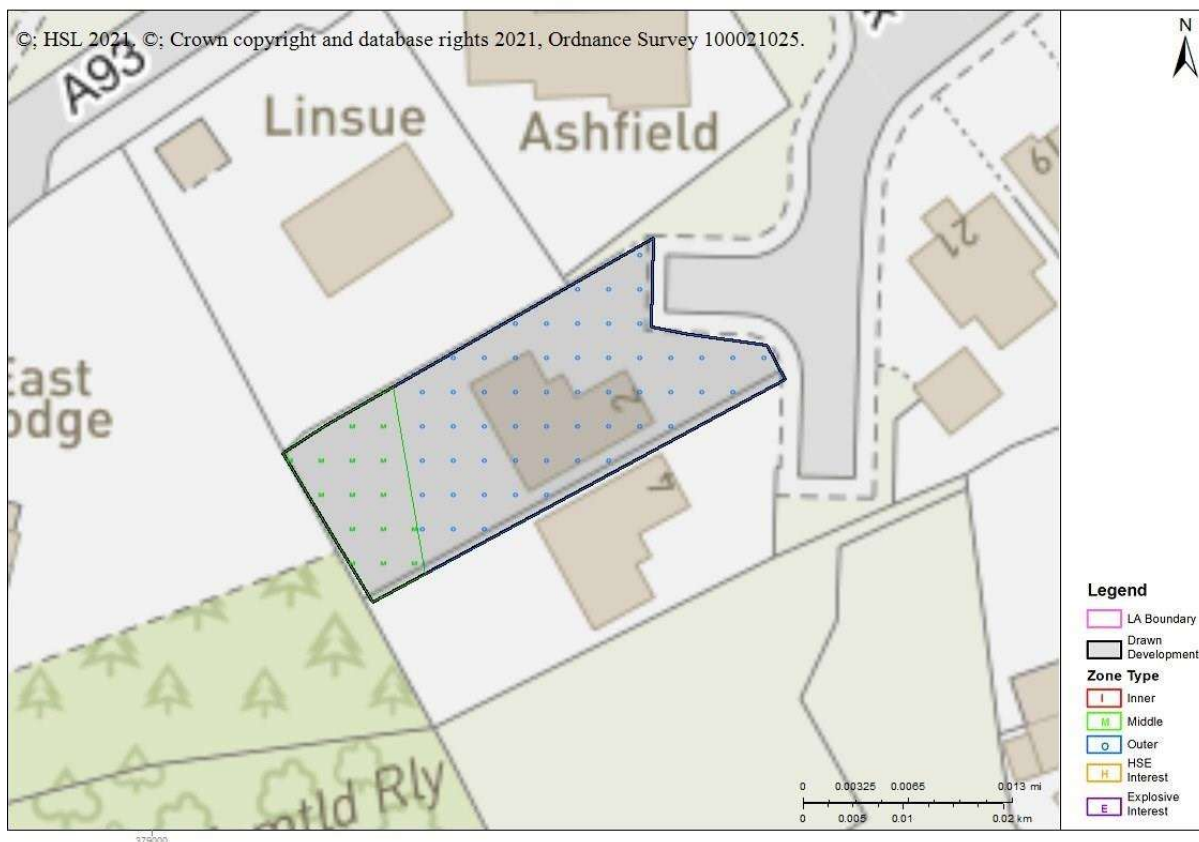 ©; HSL 2021. ©; Crown copyright and database rights 2021, Ordnance Survey 100021025.
N
A93
Linsue
Ashfield
19
21
East
2
4
Rly
Legend
LA Boundary
Drawn
Development
Zone Type
I Inner
M Middle
O Outer
H HSE
Interest
E Explosive
Interest
0 0.00325 0.0065 0.013 mi
0 0.005 0.01 0.02 km